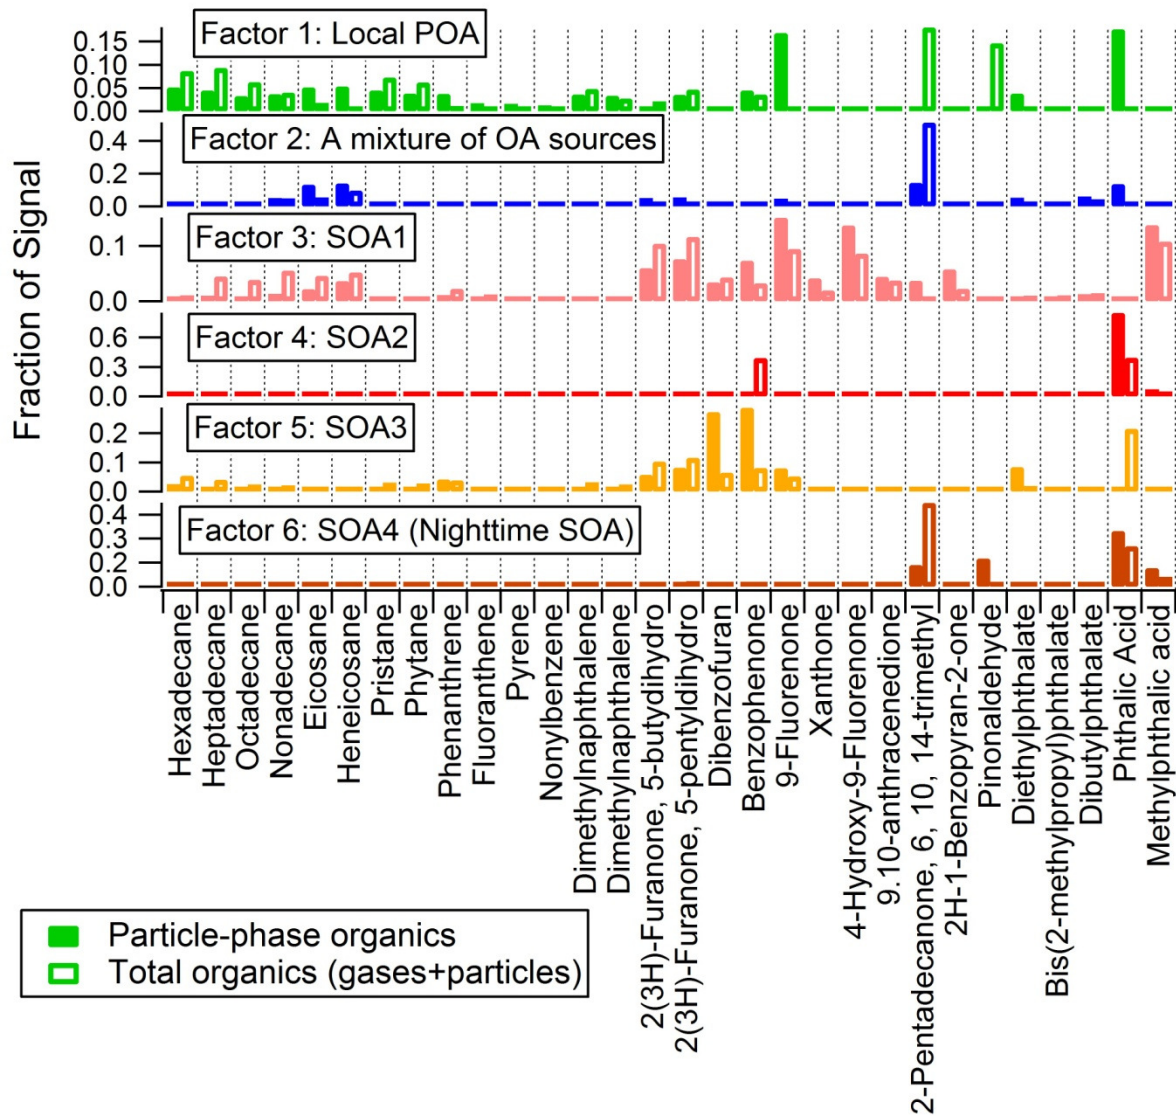 Fraction of Signal
Factor 1: Local POA
0.15
0.10
0.05
0.00
Factor 2: A mixture of OA sources
0.4
0.2
0.0
Factor 3: SOA1
0.1
0.0
Factor 4: SOA2
0.6
0.3
0.0
Factor 5: SOA3
0.2
0.1
0.0
Factor 6: SOA4 (Nighttime SOA)
0.4
0.3
0.2
0.0
Hexadecane
Heptadecane
Octadecane
Nonadecane
Eicosane
Heneicosane
Pristane
Phytane
Phenanthrene
Fluoranthene
Pyrene
Nonylbenzene
Dimethylnaphthalene
Dimethylnaphthalene
2(3H)-Furanone, 5-butydihydro
2(3H)-Furanone, 5-pentyldihydro
Dibenzofuran
Benzophenone
9-Fluorenone
Xanthone
4-Hydroxy-9-Fluorenone
9.10-anthracenedione
2-Pentadecanone, 6, 10, 14-trimethyl
2H-1-Benzopyran-2-one
Pinonaldehyde
Diethylphthalate
Bis(2-methylpropyl)phthalate
Dibutylphthalate
Phthalic Acid
Methylphthalic acid
Particle-phase organics
Total organics (gases+particles)